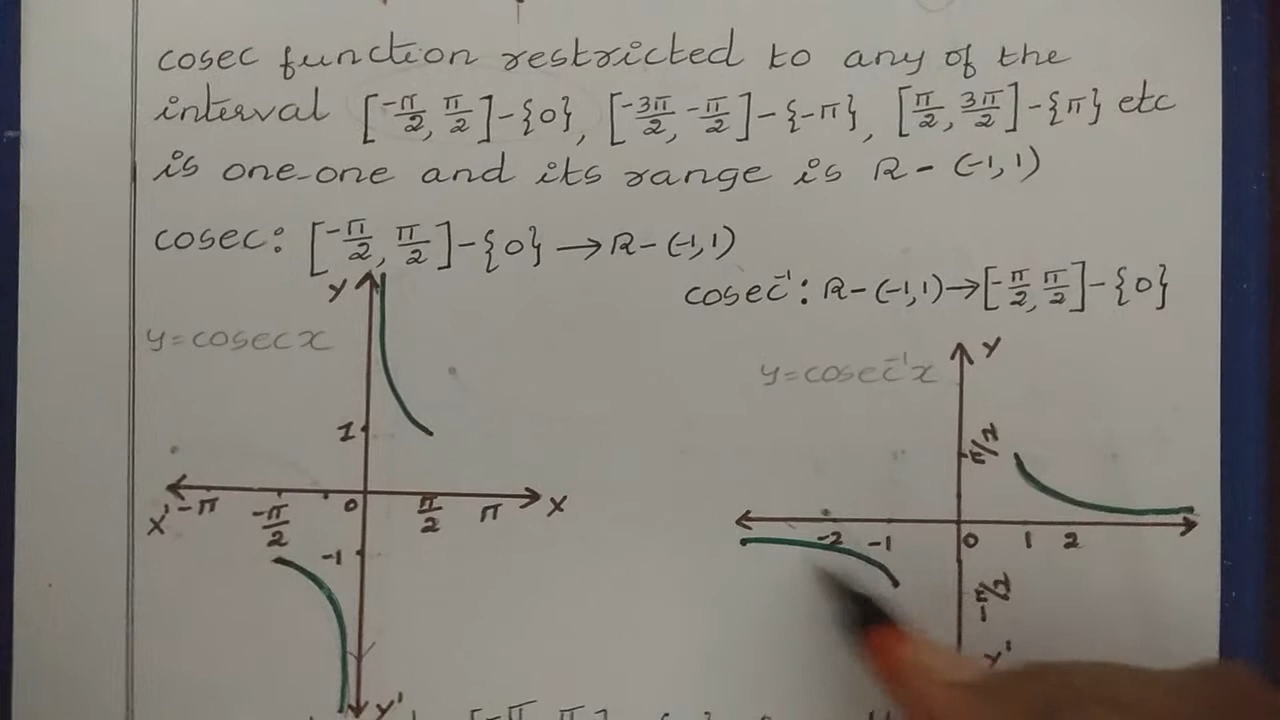 cosec function restricted to any of the
interval [-π/2, π/2]-{0}, [-3π/2, -π/2]-{-π}, [π/2, 3π/2]-{π} etc
is one-one and its range is R-(-1,1)
cosec: [-π/2, π/2]-{0} → R-(-1,1)
cosec⁻¹: R-(-1,1)→[-π/2, π/2]-{0}
Y
y=cosecx
1
X' -π -π/2 0 π/2 π X
-1
Y'
Y
y=cosec⁻¹x
π/2
-2 -1 0 1 2
-π/2
Y'